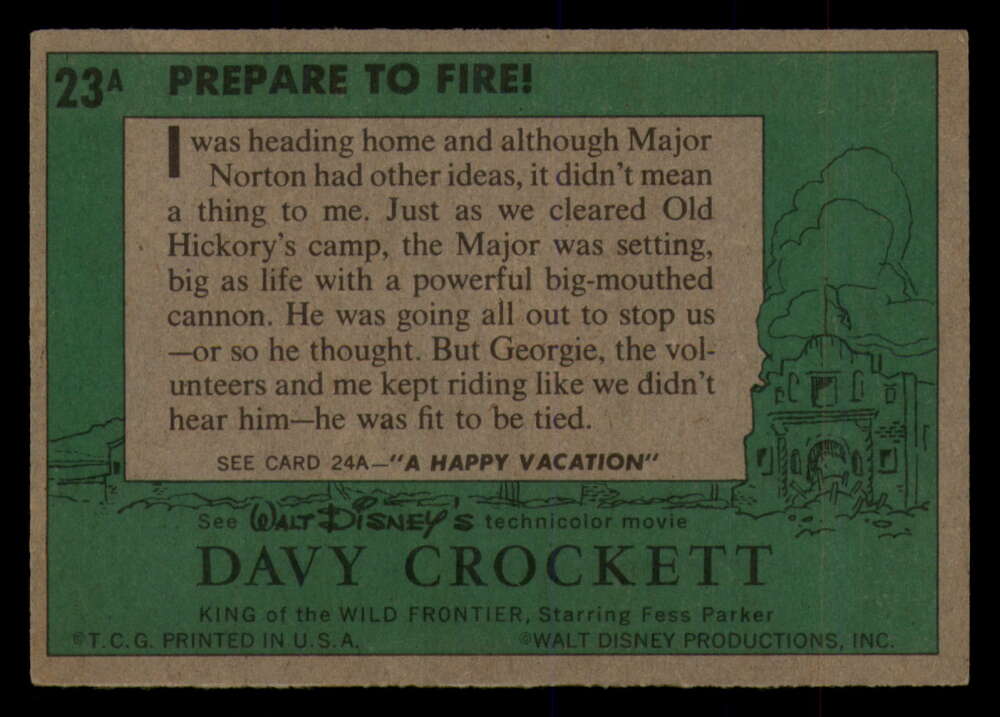 23A PREPARE TO FIRE!
I was heading home and although Major
Norton had other ideas, it didn't mean
a thing to me. Just as we cleared Old
Hickory's camp, the Major was setting,
big as life with a powerful big-mouthed
cannon. He was going all out to stop us
—or so he thought. But Georgie, the vol-
unteers and me kept riding like we didn't
hear him—he was fit to be tied.
SEE CARD 24A—"A HAPPY VACATION"
See WALT DISNEY'S technicolor movie
DAVY CROCKETT
KING of the WILD FRONTIER, Starring Fess Parker
©T.C.G. PRINTED IN U.S.A. ©WALT DISNEY PRODUCTIONS, INC.